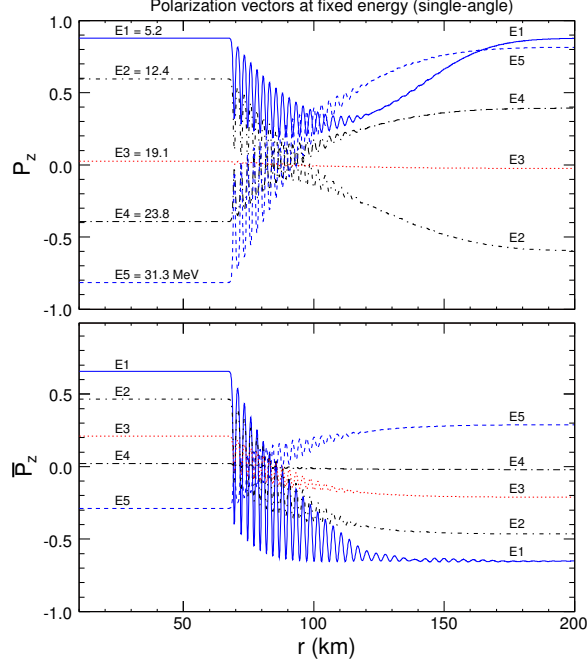 Polarization vectors at fixed energy (single-angle)
1.0
E1 = 5.2
E1
E5
E2 = 12.4
0.5
E4
P_z
E3 = 19.1
0.0
E3
E4 = 23.8
-0.5
E2
E5 = 31.3 MeV
-1.0
E1
0.5
E2
E5
E3
P̅_z
E4
0.0
E4
E3
E5
E2
-0.5
E1
-1.0
50 100 150 200
r (km)